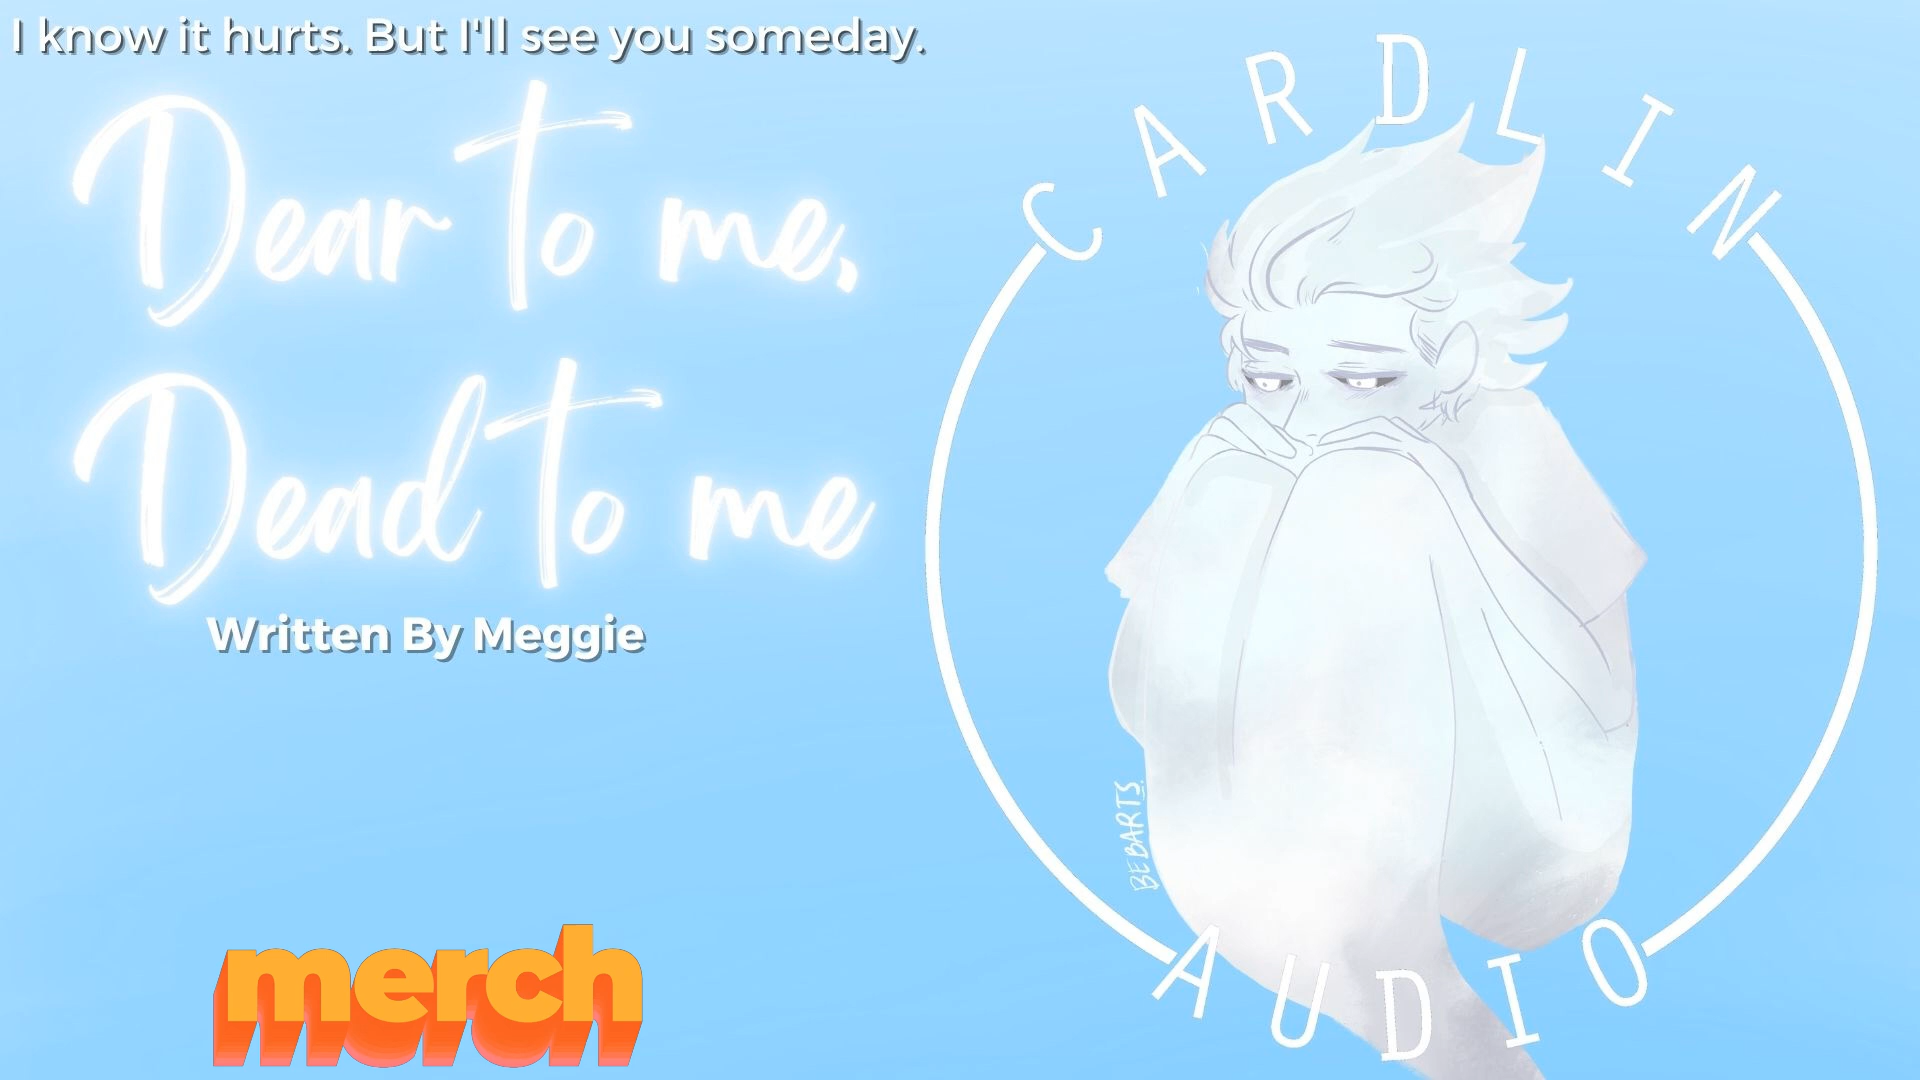 I know it hurts. But I'll see you someday.
Dear to me,
Dead to me
Written By Meggie
merch
CARDLIN
AUDIO
BEBARTS.